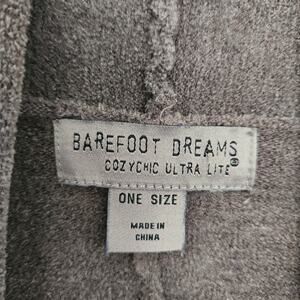 BAREFOOT DREAMS®
COZYCHIC ULTRA LITE
ONE SIZE
MADE IN
CHINA